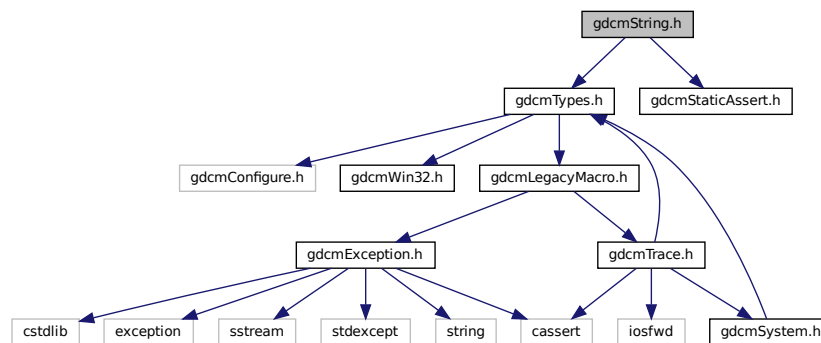 gdcmString.h
gdcmTypes.h
gdcmStaticAssert.h
gdcmConfigure.h
gdcmWin32.h
gdcmLegacyMacro.h
gdcmException.h
gdcmTrace.h
cstdlib
exception
sstream
stdexcept
string
cassert
iosfwd
gdcmSystem.h